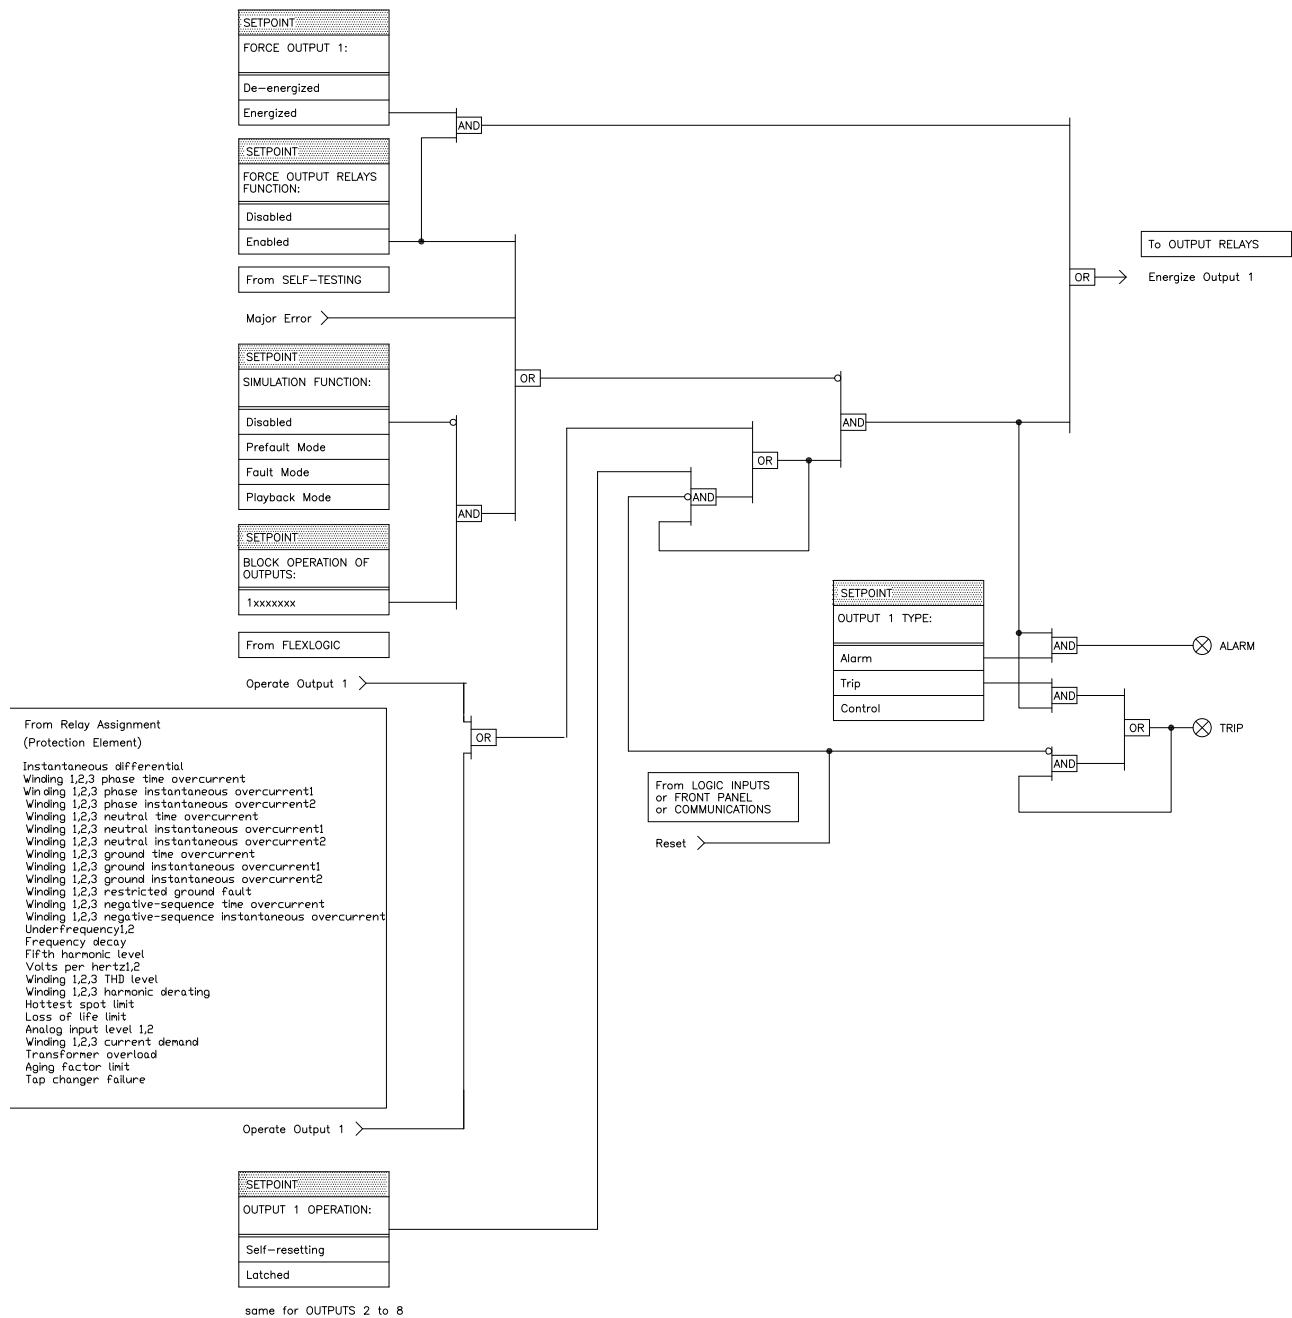 SETPOINT
FORCE OUTPUT 1:
De-energized
Energized
AND
SETPOINT
FORCE OUTPUT RELAYS
FUNCTION:
Disabled
Enabled
To OUTPUT RELAYS
From SELF-TESTING
OR
Energize Output 1
Major Error
SETPOINT
SIMULATION FUNCTION:
OR
Disabled
AND
Prefault Mode
OR
Fault Mode
Playback Mode
AND
AND
SETPOINT
BLOCK OPERATION OF
OUTPUTS:
1xxxxxxx
SETPOINT
OUTPUT 1 TYPE:
From FLEXLOGIC
AND
ALARM
Alarm
Operate Output 1
Trip
AND
Control
From Relay Assignment
(Protection Element)
OR
OR
TRIP
AND
Instantaneous differential
Winding 1,2,3 phase time overcurrent
Winding 1,2,3 phase instantaneous overcurrent1
Winding 1,2,3 phase instantaneous overcurrent2
Winding 1,2,3 neutral time overcurrent
Winding 1,2,3 neutral instantaneous overcurrent1
Winding 1,2,3 neutral instantaneous overcurrent2
Winding 1,2,3 ground time overcurrent
Winding 1,2,3 ground instantaneous overcurrent1
Winding 1,2,3 ground instantaneous overcurrent2
Winding 1,2,3 restricted ground fault
Winding 1,2,3 negative-sequence time overcurrent
Winding 1,2,3 negative-sequence instantaneous overcurrent
Underfrequency1,2
Frequency decay
Fifth harmonic level
Volts per hertz1,2
Winding 1,2,3 THD level
Winding 1,2,3 harmonic derating
Hottest spot limit
Loss of life limit
Analog input level 1,2
Winding 1,2,3 current demand
Transformer overload
Aging factor limit
Tap changer failure
From LOGIC INPUTS
or FRONT PANEL
or COMMUNICATIONS
Reset
Operate Output 1
SETPOINT
OUTPUT 1 OPERATION:
Self-resetting
Latched
same for OUTPUTS 2 to 8